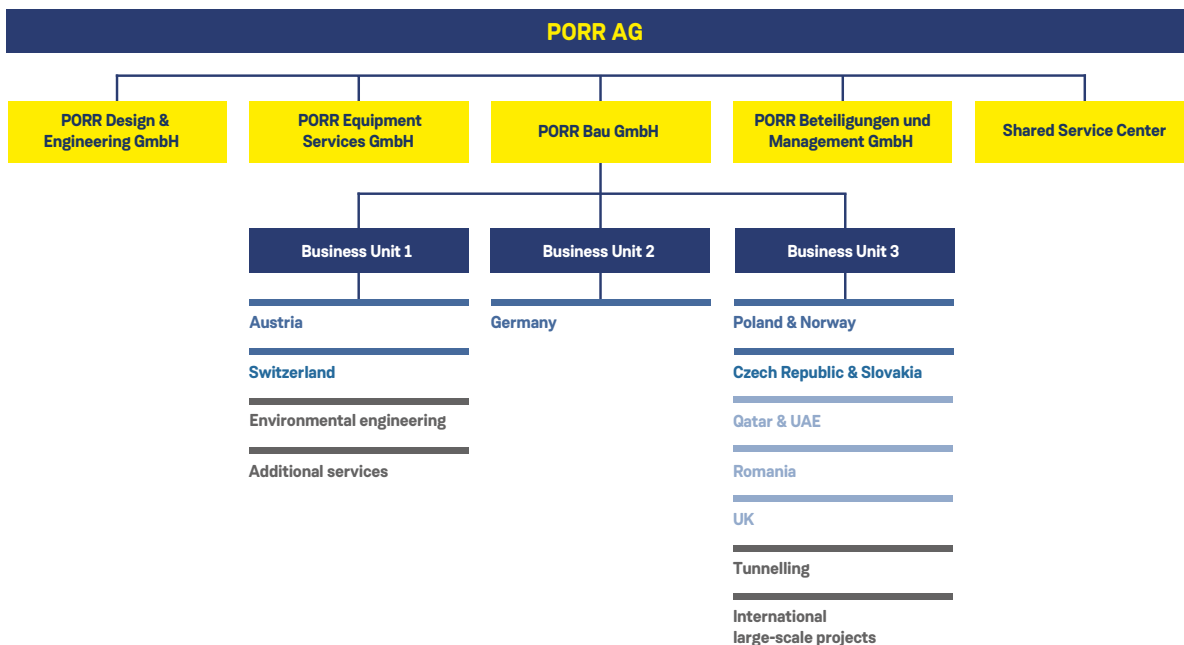 PORR AG
PORR Design &
Engineering GmbH
PORR Equipment
Services GmbH
PORR Bau GmbH
PORR Beteiligungen und
Management GmbH
Shared Service Center
Business Unit 1
Business Unit 2
Business Unit 3
Austria
Switzerland
Environmental engineering
Additional services
Germany
Poland & Norway
Czech Republic & Slovakia
Qatar & UAE
Romania
UK
Tunnelling
International
large-scale projects